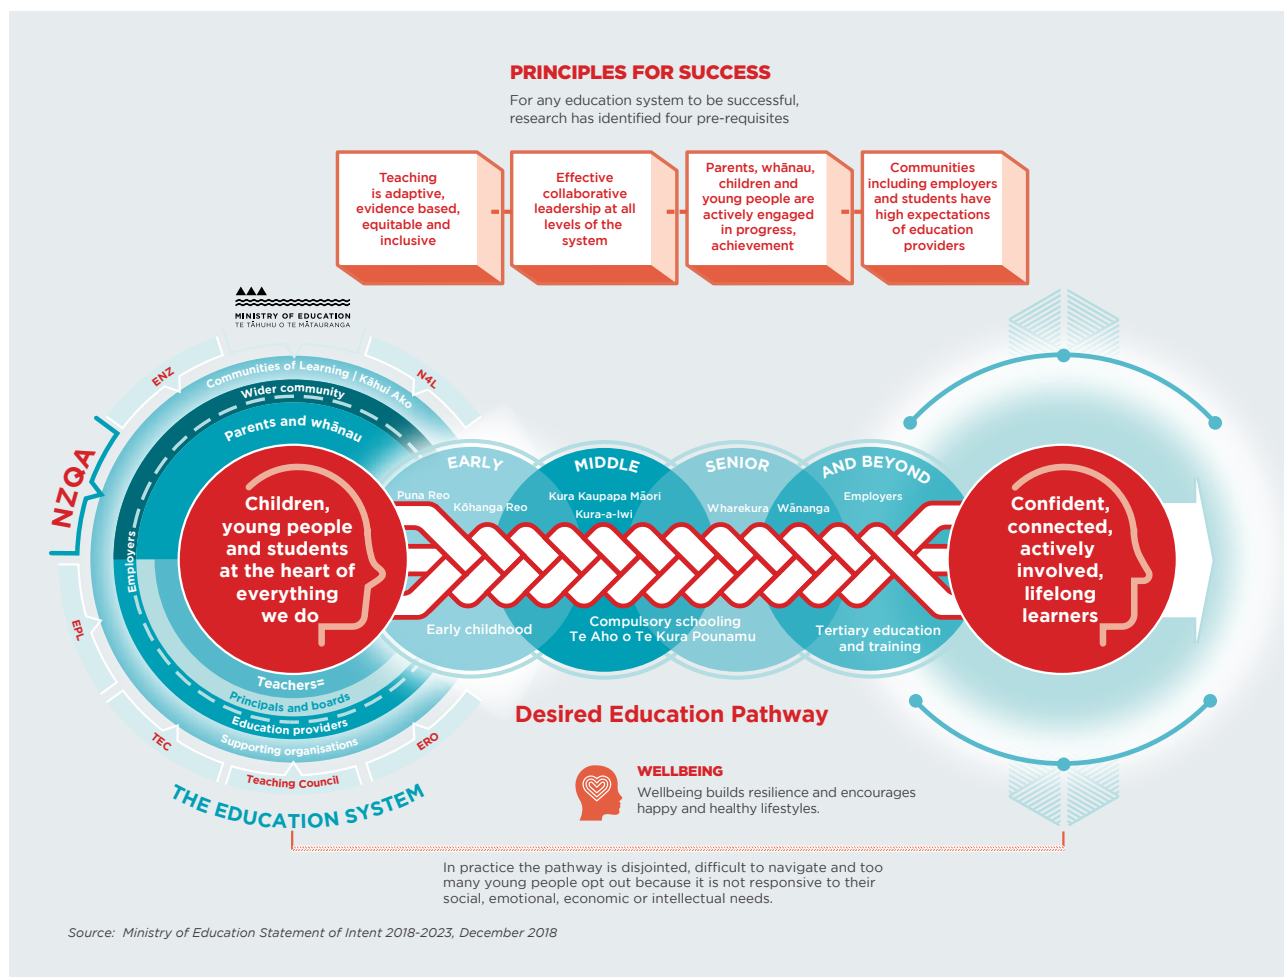 PRINCIPLES FOR SUCCESS
For any education system to be successful,
research has identified four pre-requisites
Teaching
is adaptive,
evidence based,
equitable and
inclusive
Effective
collaborative
leadership at all
levels of the
system
Parents, whānau,
children and
young people are
actively engaged
in progress,
achievement
Communities
including employers
and students have
high expectations
of education
providers
MINISTRY OF EDUCATION
TE TĀHUHU O TE MĀTAURANGA
ENZ
N4L
NZQA
EPL
TEC
Teaching Council
ERO
Communities of Learning | Kāhui Ako
Wider community
Parents and whānau
Employers
Children,
young people
and students
at the heart of
everything
we do
Teachers=
Principals and boards
Education providers
Supporting organisations
THE EDUCATION SYSTEM
EARLY
Puna Reo
Kōhanga Reo
Early childhood
MIDDLE
Kura Kaupapa Māori
Kura-a-Iwi
SENIOR
Wharekura
Wānanga
Compulsory schooling
Te Aho o Te Kura Pounamu
AND BEYOND
Employers
Tertiary education
and training
Confident,
connected,
actively
involved,
lifelong
learners
Desired Education Pathway
WELLBEING
Wellbeing builds resilience and encourages
happy and healthy lifestyles.
In practice the pathway is disjointed, difficult to navigate and too
many young people opt out because it is not responsive to their
social, emotional, economic or intellectual needs.
Source: Ministry of Education Statement of Intent 2018-2023, December 2018